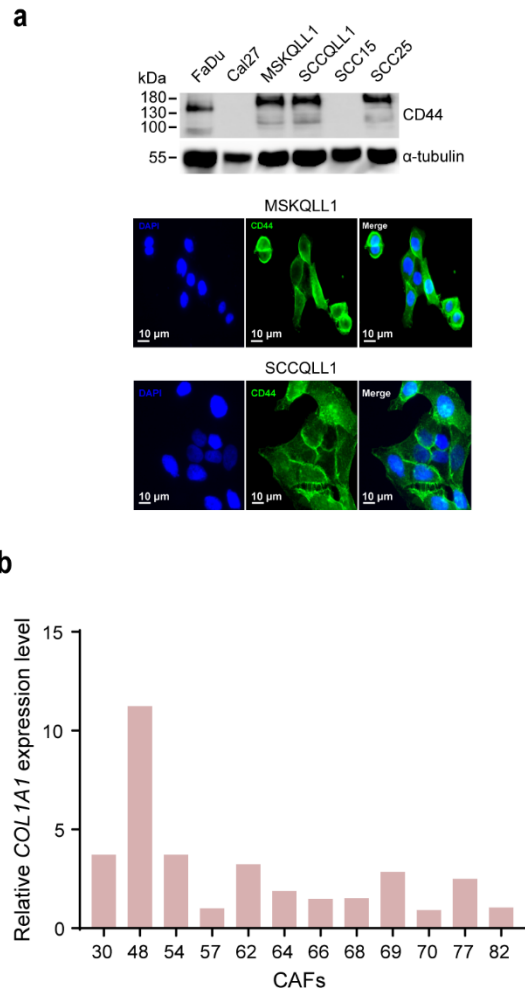 a
FaDu Cal27 MSKQLL1 SCCQLL1 SCC15 SCC25
kDa
180
130
100
CD44
55
α-tubulin
MSKQLL1
DAPI CD44 Merge
10 µm 10 µm 10 µm
SCCQLL1
DAPI CD44 Merge
10 µm 10 µm 10 µm
b
Relative COL1A1 expression level
15
10
5
0
30 48 54 57 62 64 66 68 69 70 77 82
CAFs